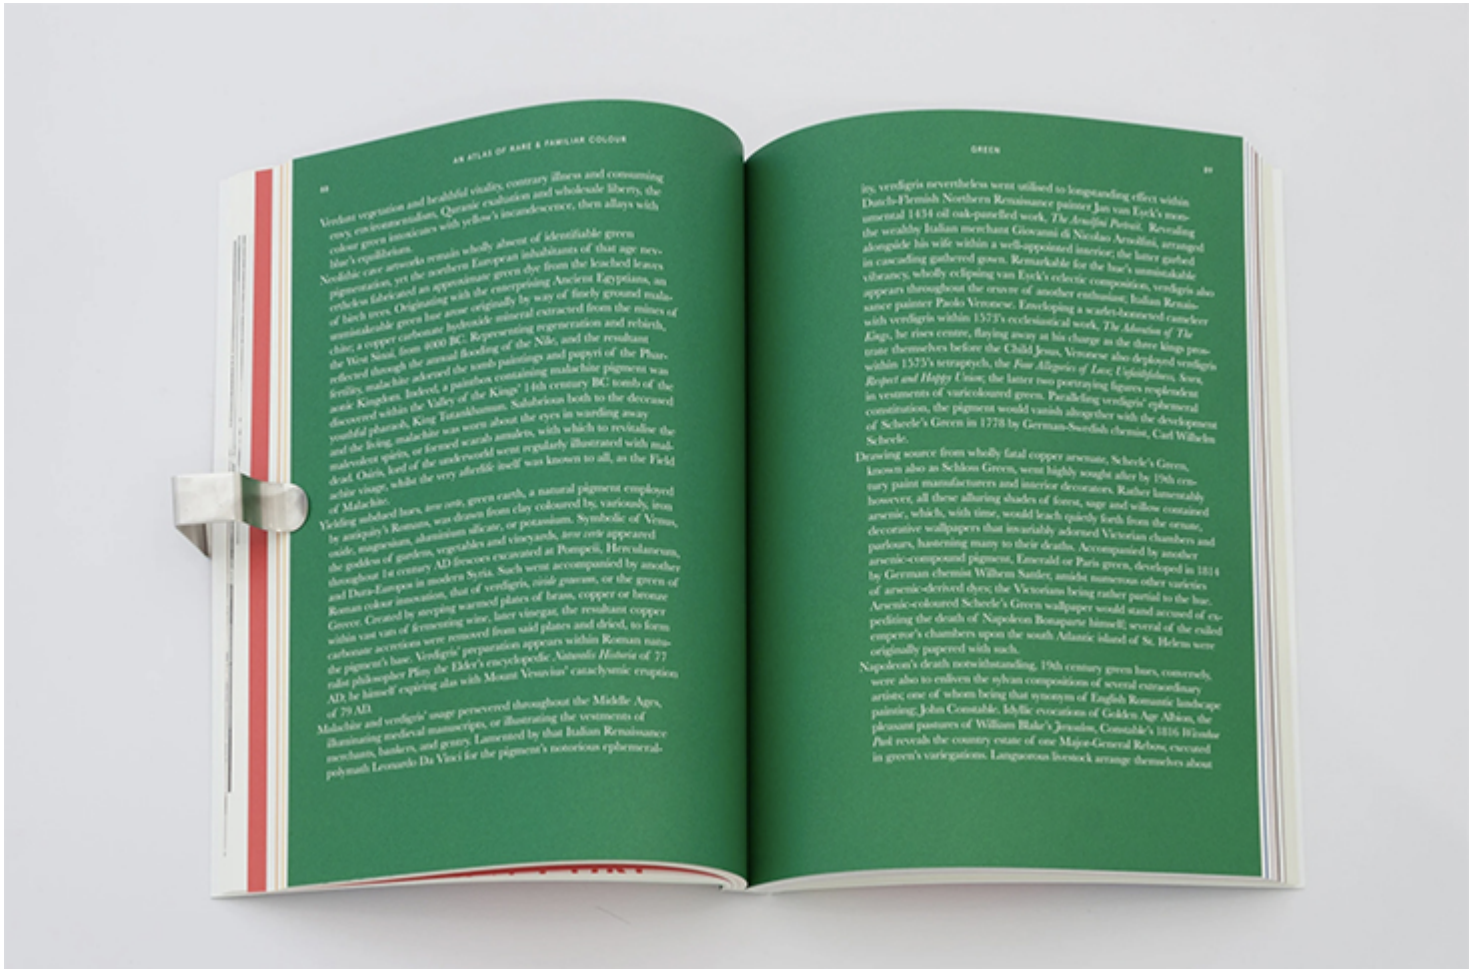 AN ATLAS OF RARE & FAMILIAR COLOUR
Verdant vegetation and healthful vitality, contrary illness and consuming
envy, environmentalism, Quranic exaltation and wholesale liberty, the
colour green intoxicates with yellow's incandescence, then allays with
blue's equilibrium.
Neolithic cave artworks remain wholly absent of identifiable green
pigmentation, yet the northern European inhabitants of that age nev-
ertheless fabricated an approximate green dye from the leached leaves
of birch trees. Originating with the enterprising Ancient Egyptians, an
unmistakeable green hue arose originally by way of finely ground mala-
chite; a copper carbonate hydroxide mineral extracted from the mines of
the West Sinai, from 4000 BC. Representing regeneration and rebirth,
reflected through the annual flooding of the Nile, and the resultant
fertility, malachite adorned the tomb paintings and papyri of the Phar-
aonic Kingdom. Indeed, a paintbox containing malachite pigment was
discovered within the Valley of the Kings' 14th century BC tomb of the
youthful pharaoh, King Tutankhamun. Salubrious both to the deceased
and the living, malachite was worn about the eyes in warding away
malevolent spirits, or formed scarab amulets, with which to revitalise the
dead. Osiris, lord of the underworld went regularly illustrated with mal-
achite visage, whilst the very afterlife itself was known to all, as the Field
of Malachite.
Yielding subdued hues, terre verte, green earth, a natural pigment employed
by antiquity's Romans, was drawn from clay coloured by, variously, iron
oxide, magnesium, aluminium silicate, or potassium. Symbolic of Venus,
the goddess of gardens, vegetables and vineyards, terre verte appeared
throughout 1st century AD frescoes excavated at Pompeii, Herculaneum,
and Dura-Europos in modern Syria. Such went accompanied by another
Roman colour innovation, that of verdigris, viride graecum, or the green of
Greece. Created by steeping warmed plates of brass, copper or bronze
within vast vats of fermenting wine, later vinegar, the resultant copper
carbonate accretions were removed from said plates and dried, to form
the pigment's base. Verdigris' preparation appears within Roman natu-
ralist philosopher Pliny the Elder's encyclopedic Naturalis Historia of 77
AD, he himself expiring alas with Mount Vesuvius' cataclysmic eruption
of 79 AD.
Malachite and verdigris' usage persevered throughout the Middle Ages,
illuminating medieval manuscripts, or illustrating the vestments of
merchants, bankers, and gentry. Lamented by that Italian Renaissance
polymath Leonardo Da Vinci for the pigment's notorious ephemeral-
GREEN
ity, verdigris nevertheless went utilised to longstanding effect within
Dutch-Flemish Northern Renaissance painter Jan van Eyck's mon-
umental 1434 oil oak-panelled work, The Arnolfini Portrait. Revealing
the wealthy Italian merchant Giovanni di Nicolao Arnolfini, arranged
alongside his wife within a well-appointed interior; the latter garbed
in cascading gathered gown. Remarkable for the hue's unmistakable
vibrancy, wholly eclipsing van Eyck's eclectic composition, verdigris also
appears throughout the œuvre of another enthusiast; Italian Renais-
sance painter Paolo Veronese. Enveloping a scarlet-bonneted cameleer
with verdigris within 1573's ecclesiastical work, The Adoration of The
Kings, he rises centre, flaying away at his charge as the three kings pros-
trate themselves before the Child Jesus, Veronese also deployed verdigris
within 1575's tetraptych, the Four Allegories of Love; Unfaithfulness, Scorn,
Respect and Happy Union; the latter two portraying figures resplendent
in vestments of varicoloured green. Paralleling verdigris' ephemeral
constitution, the pigment would vanish altogether with the development
of Scheele's Green in 1778 by German-Swedish chemist, Carl Wilhelm
Scheele.
Drawing source from wholly fatal copper arsenate, Scheele's Green,
known also as Schloss Green, went highly sought after by 19th cen-
tury paint manufacturers and interior decorators. Rather lamentably
however, all these alluring shades of forest, sage and willow contained
arsenic, which, with time, would leach quietly forth from the ornate,
decorative wallpapers that invariably adorned Victorian chambers and
parlours, hastening many to their deaths. Accompanied by another
arsenic-compound pigment, Emerald or Paris green, developed in 1814
by German chemist Wilhem Sattler, amidst numerous other varieties
of arsenic-derived dyes; the Victorians being rather partial to the hue.
Arsenic-coloured Scheele's Green wallpaper would stand accused of ex-
pediting the death of Napoleon Bonaparte himself; several of the exiled
emperor's chambers upon the south Atlantic island of St. Helens were
originally papered with such.
Napoleon's death notwithstanding, 19th century green hues, conversely,
were also to enliven the sylvan compositions of several extraordinary
artists; one of whom being that synonym of English Romantic landscape
painting; John Constable. Idyllic evocations of Golden Age Albion, the
pleasant pastures of William Blake's Jerusalem, Constable's 1816 Wivenhoe
Park reveals the country estate of one Major-General Rebow, executed
in green's variegations. Languorous livestock arrange themselves about